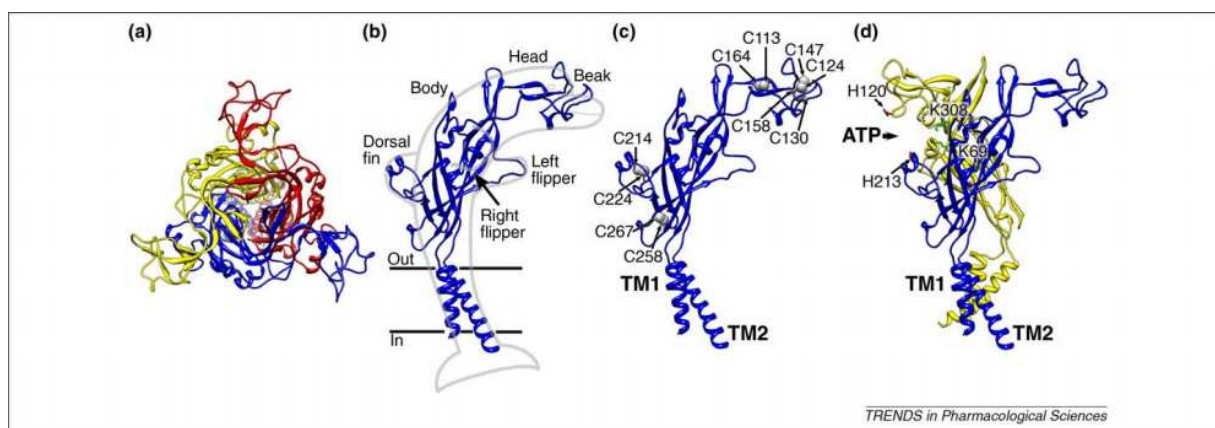 (a)
(b)
Head
Beak
Body
Dorsal
fin
Left
flipper
Right
flipper
Out
In
(c)
C113
C164
C147
C124
C158
C130
C214
C224
C267
C258
TM1
TM2
(d)
H120
K308
ATP
K69
H213
TM1
TM2
TRENDS in Pharmacological Sciences